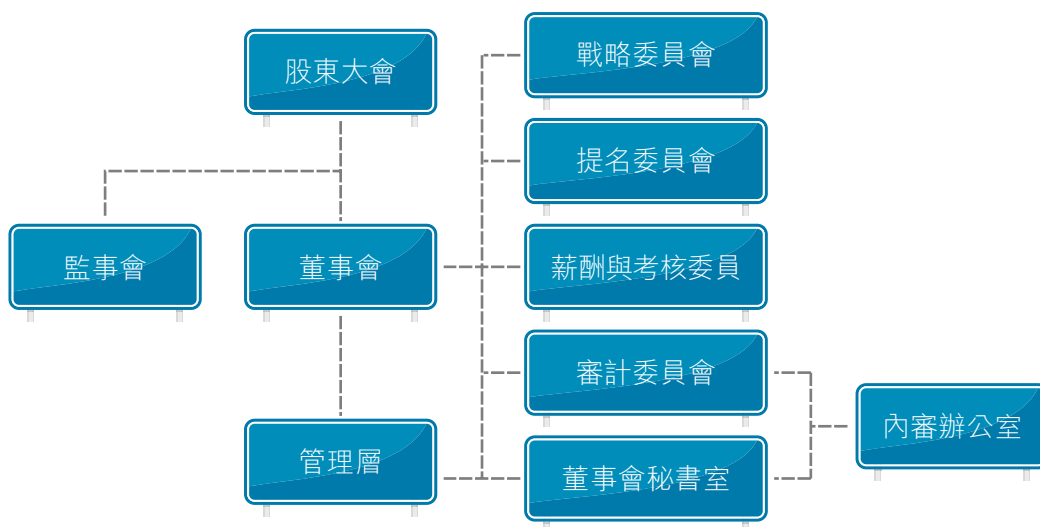 股東大會
戰略委員會
提名委員會
監事會
董事會
薪酬與考核委員
審計委員會
內審辦公室
管理層
董事會秘書室